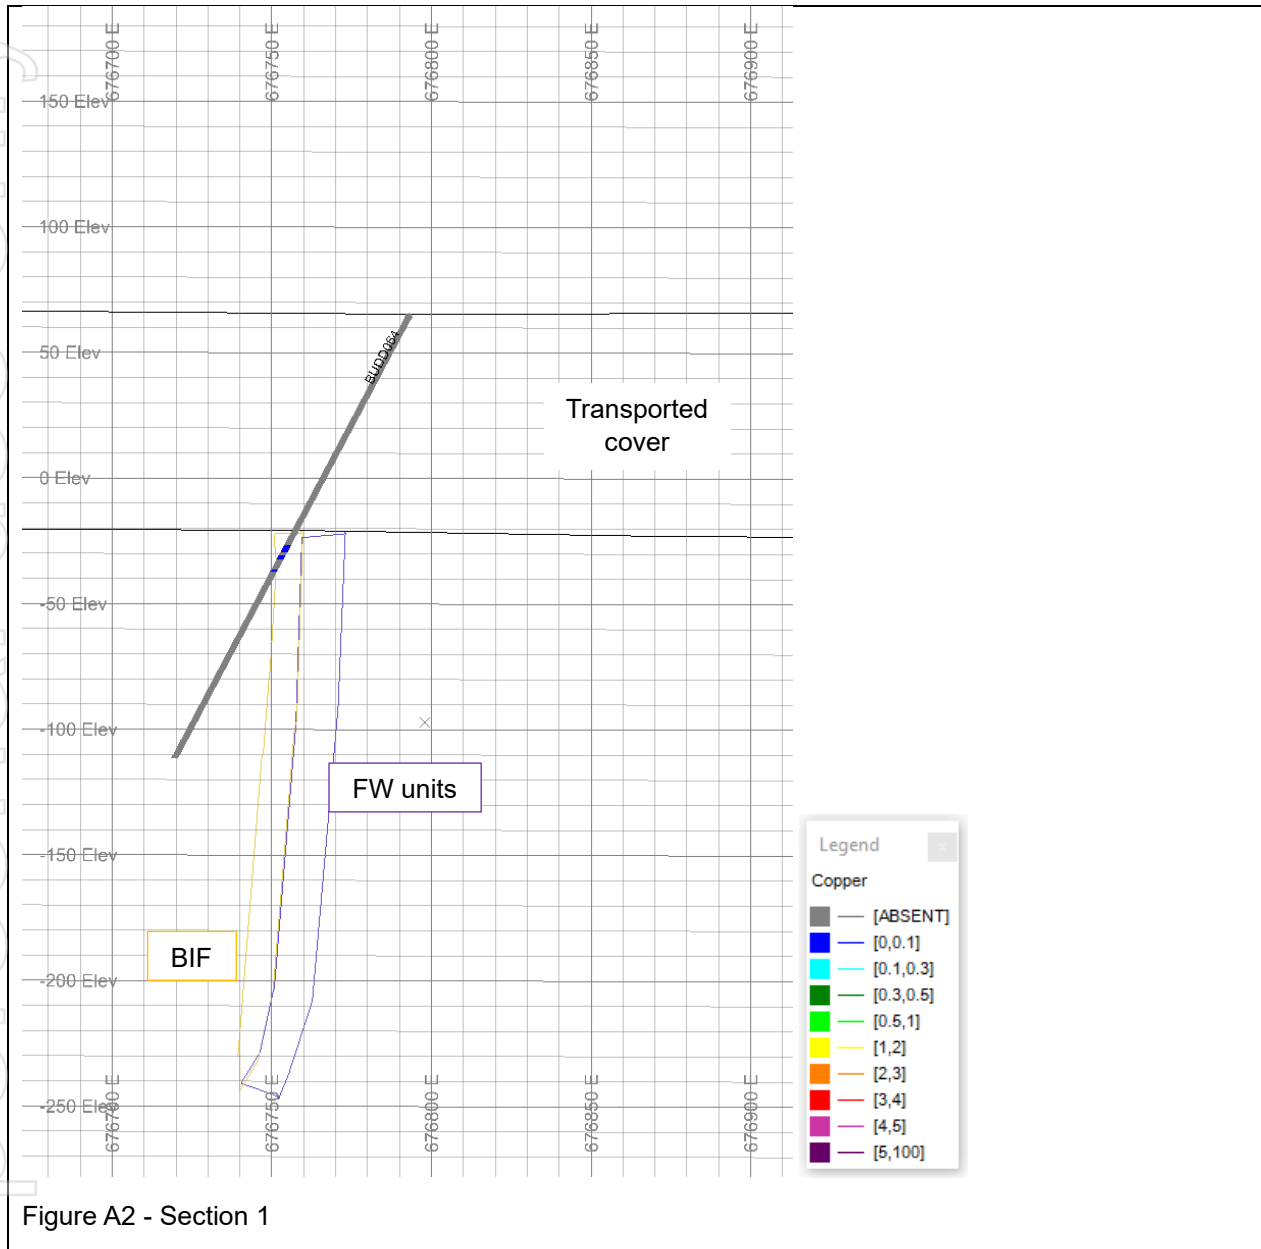 676700 E
676750 E
676800 E
676850 E
676900 E
150 Elev
100 Elev
50 Elev
BUDD064
Transported
cover
0 Elev
-50 Elev
-100 Elev
FW units
-150 Elev
BIF
-200 Elev
-250 Elev
676700 E
676750 E
676800 E
676850 E
676900 E
Legend
x
Copper
[ABSENT]
[0,0.1]
[0.1,0.3]
[0.3,0.5]
[0.5,1]
[1,2]
[2,3]
[3,4]
[4,5]
[5,100]
Figure A2 - Section 1